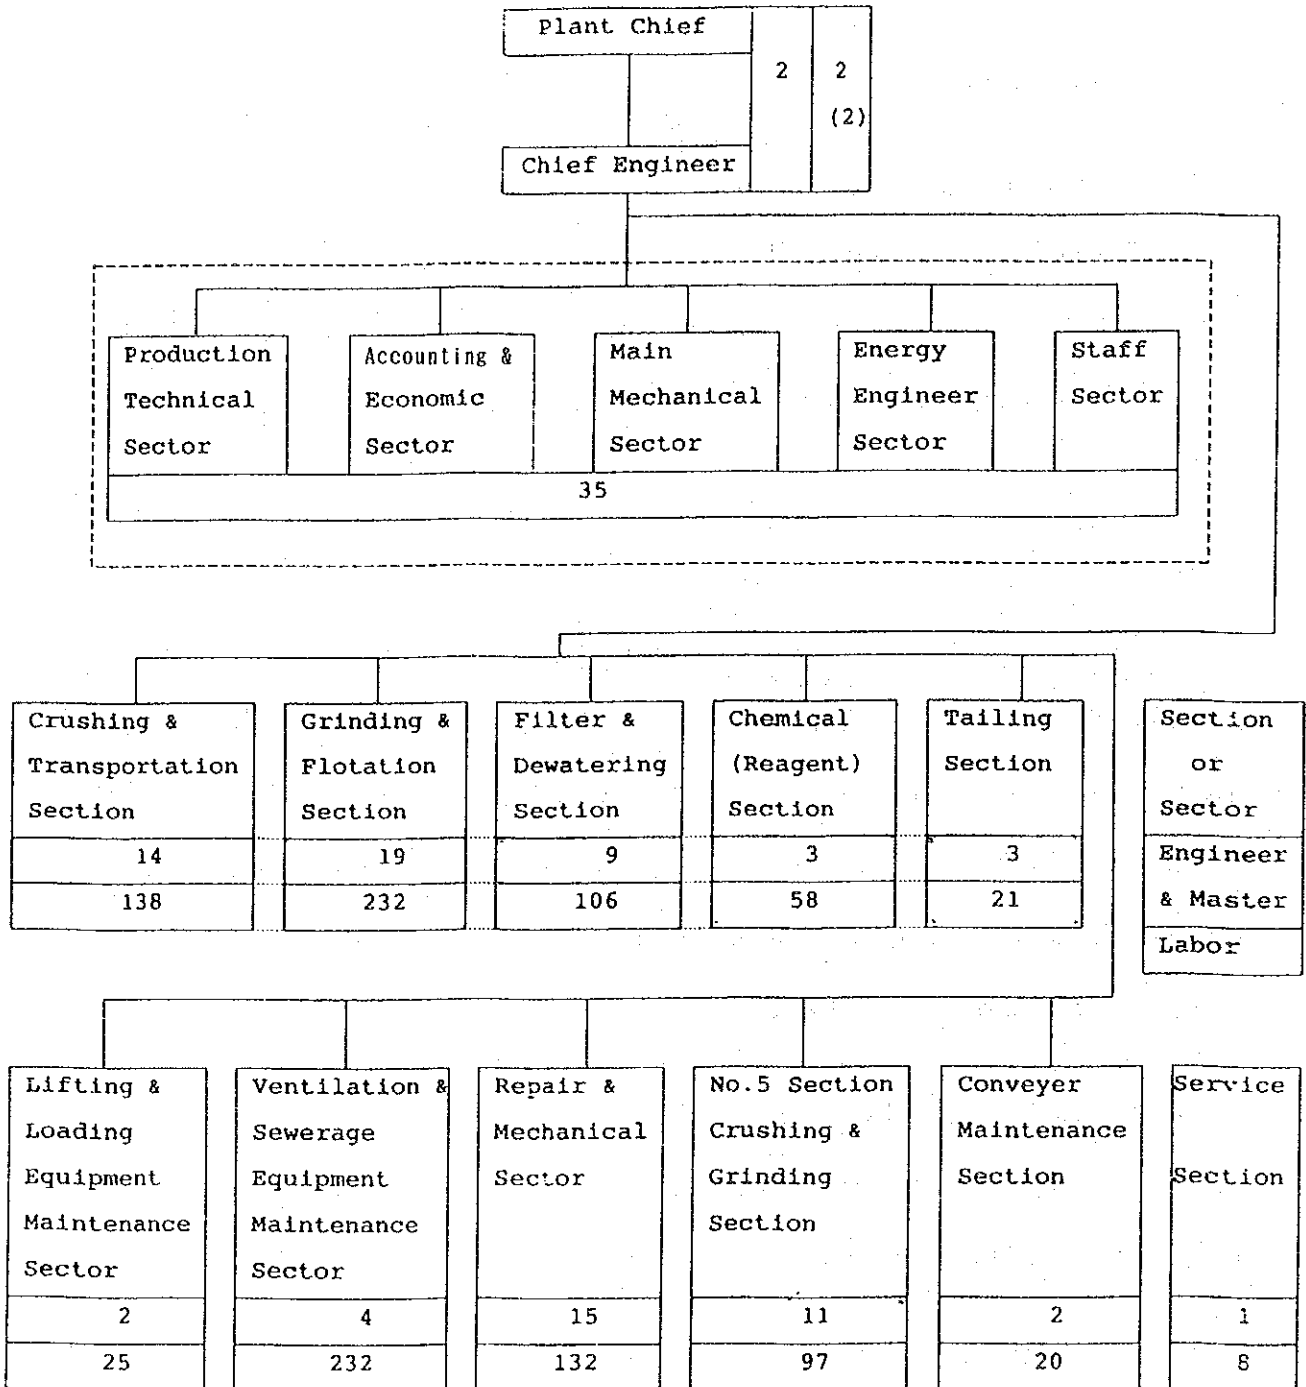 Plant Chief
2
2
(2)
Chief Engineer
Production
Technical
Sector
Accounting &
Economic
Sector
Main
Mechanical
Sector
Energy
Engineer
Sector
Staff
Sector
35
Crushing &
Transportation
Section
14
138
Grinding &
Flotation
Section
19
232
Filter &
Dewatering
Section
9
106
Chemical
(Reagent)
Section
3
58
Tailing
Section
3
21
Section
or
Sector
Engineer
& Master
Labor
Lifting &
Loading
Equipment
Maintenance
Sector
2
25
Ventilation &
Sewerage
Equipment
Maintenance
Sector
4
232
Repair &
Mechanical
Sector
15
132
No.5 Section
Crushing &
Grinding
Section
11
97
Conveyer
Maintenance
Section
2
20
Service
Section
1
8